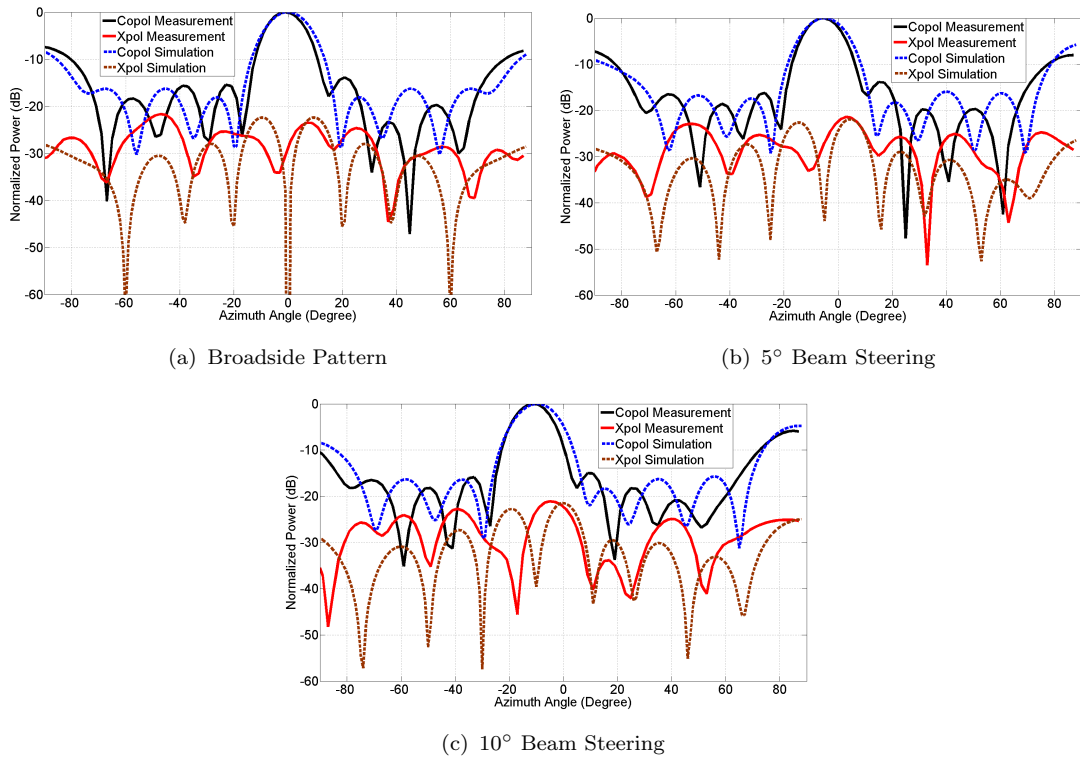 Copol Measurement
Xpol Measurement
Copol Simulation
Xpol Simulation
Normalized Power (dB)
0
-10
-20
-30
-40
-50
-60
-80 -60 -40 -20 0 20 40 60 80
Azimuth Angle (Degree)
(a) Broadside Pattern
Copol Measurement
Xpol Measurement
Copol Simulation
Xpol Simulation
Normalized Power (dB)
0
-10
-20
-30
-40
-50
-60
-80 -60 -40 -20 0 20 40 60 80
Azimuth Angle (Degree)
(b) 5° Beam Steering
Copol Measurement
Xpol Measurement
Copol Simulation
Xpol Simulation
Normalized Power (dB)
0
-10
-20
-30
-40
-50
-60
-80 -60 -40 -20 0 20 40 60 80
Azimuth Angle (Degree)
(c) 10° Beam Steering